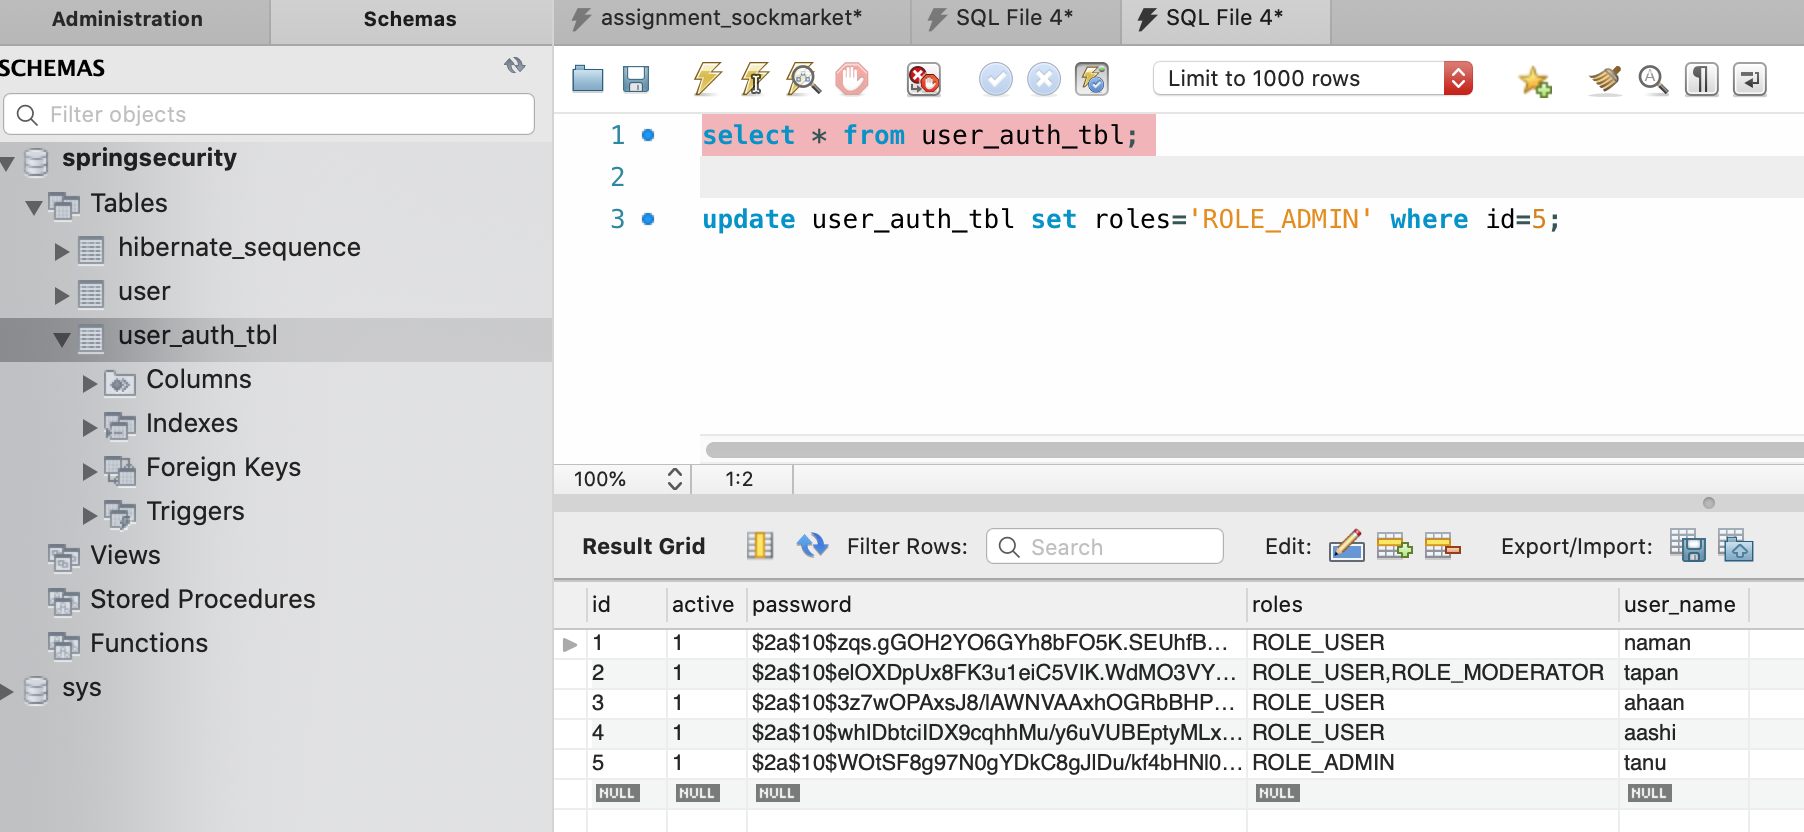 Administration Schemas
assignment_sockmarket* SQL File 4* SQL File 4*
SCHEMAS
Filter objects
springsecurity
Tables
hibernate_sequence
user
user_auth_tbl
Columns
Indexes
Foreign Keys
Triggers
Views
Stored Procedures
Functions
sys
Limit to 1000 rows
1 select * from user_auth_tbl;
2
3 update user_auth_tbl set roles='ROLE_ADMIN' where id=5;
100% 1:2
Result Grid Filter Rows: Search Edit: Export/Import:
id active password roles user_name
1 1 $2a$10$zqs.gGOH2YO6GYh8bFO5K.SEUhfB... ROLE_USER naman
2 1 $2a$10$elOXDpUx8FK3u1eiC5VIK.WdMO3VY... ROLE_USER,ROLE_MODERATOR tapan
3 1 $2a$10$3z7wOPAxsJ8/lAWNVAAxhOGRbBHP... ROLE_USER ahaan
4 1 $2a$10$whIDbtciIDX9cqhhMu/y6uVUBEptyMLx... ROLE_USER aashi
5 1 $2a$10$WOtSF8g97N0gYDkC8gJIDu/kf4bHNl0... ROLE_ADMIN tanu
NULL NULL NULL NULL NULL